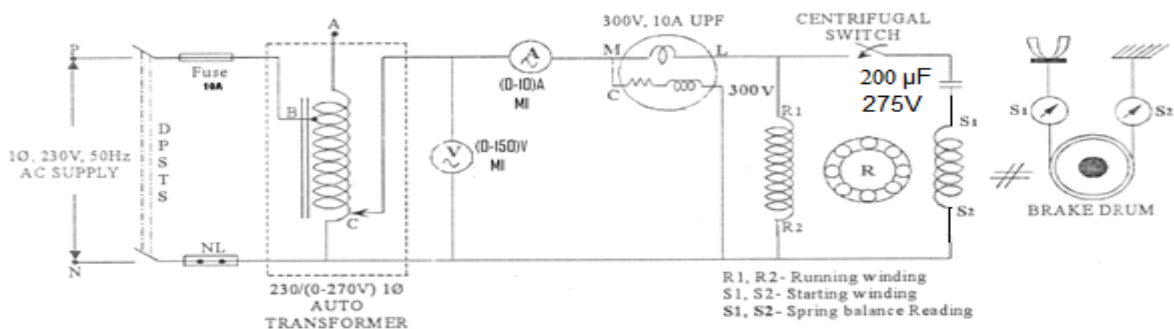 A
300V, 10A UPF
CENTRIFUGAL
SWITCH
P
Fuse
10A
A
(0-10)A
MI
M
L
C
300V
200 µF
275V
S1
S2
B
R1
S1
1Ø, 230V, 50Hz
AC SUPPLY
DPSTS
V
(0-150)V
MI
R
C
S2
R2
BRAKE DRUM
N
NL
230/(0-270V) 1Ø
AUTO
TRANSFORMER
R1, R2- Running winding
S1, S2- Starting winding
S1, S2- Spring balance Reading